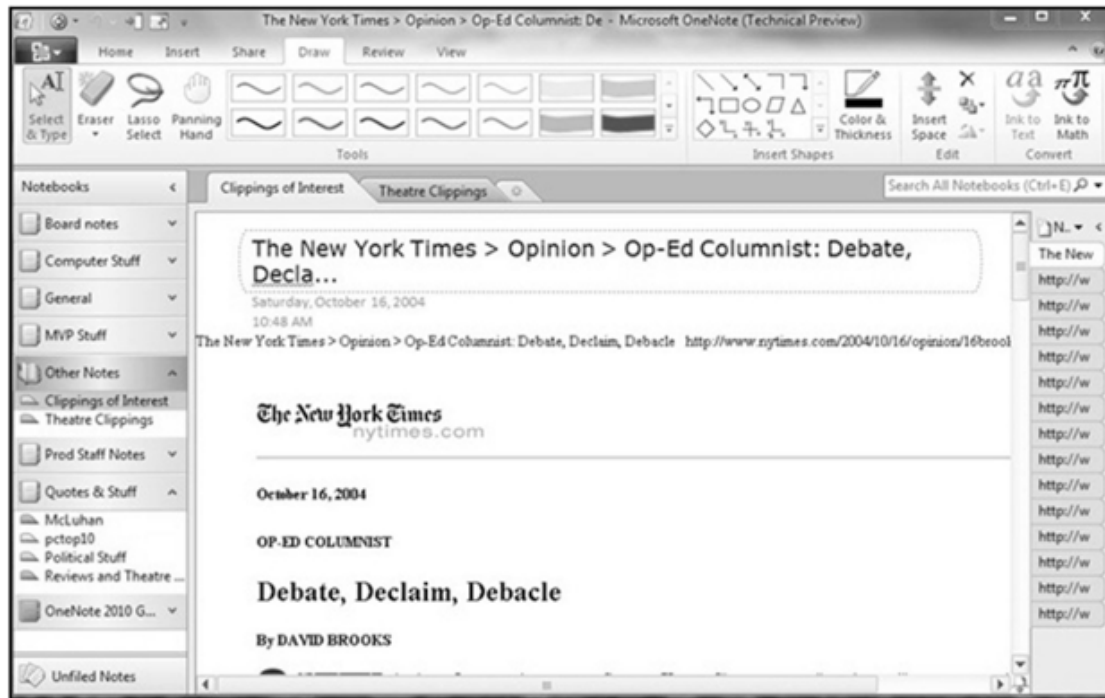 The New York Times > Opinion > Op-Ed Columnist: De - Microsoft OneNote (Technical Preview)
Home Insert Share Draw Review View
Select & Type
Eraser
Lasso Select
Panning Hand
Color & Thickness
Insert Space
Ink to Text
Ink to Math
Tools
Insert Shapes
Edit
Convert
Notebooks
Clippings of Interest
Theatre Clippings
Search All Notebooks (Ctrl+E)
Board notes
Computer Stuff
General
MVP Stuff
Other Notes
Clippings of Interest
Theatre Clippings
Prod Staff Notes
Quotes & Stuff
McLuhan
pctop10
Political Stuff
Reviews and Theatre ...
OneNote 2010 G...
Unfiled Notes
The New York Times > Opinion > Op-Ed Columnist: Debate,
Decla...
Saturday, October 16, 2004
10:48 AM
The New York Times > Opinion > Op-Ed Columnist: Debate, Declaim, Debacle http://www.nytimes.com/2004/10/16/opinion/16brool
The New York Times
nytimes.com
October 16, 2004
OP-ED COLUMNIST
Debate, Declaim, Debacle
By DAVID BROOKS
N..
The New
http://w
http://w
http://w
http://w
http://w
http://w
http://w
http://w
http://w
http://w
http://w
http://w
http://w
http://w